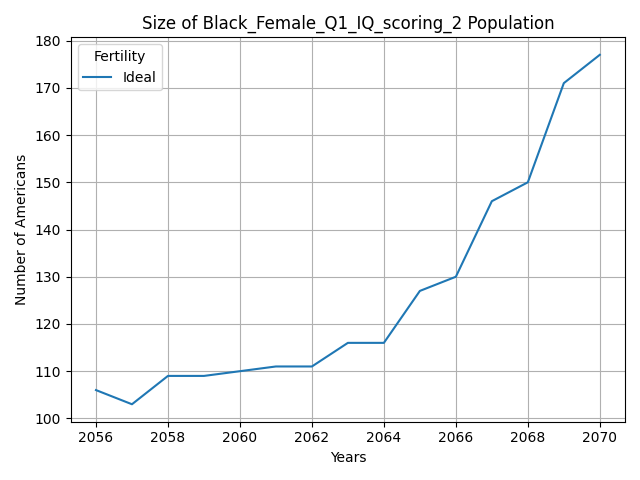 Size of Black_Female_Q1_IQ_scoring_2 Population
Fertility
Ideal
180
170
160
150
140
130
120
110
100
Number of Americans
2056 2058 2060 2062 2064 2066 2068 2070
Years